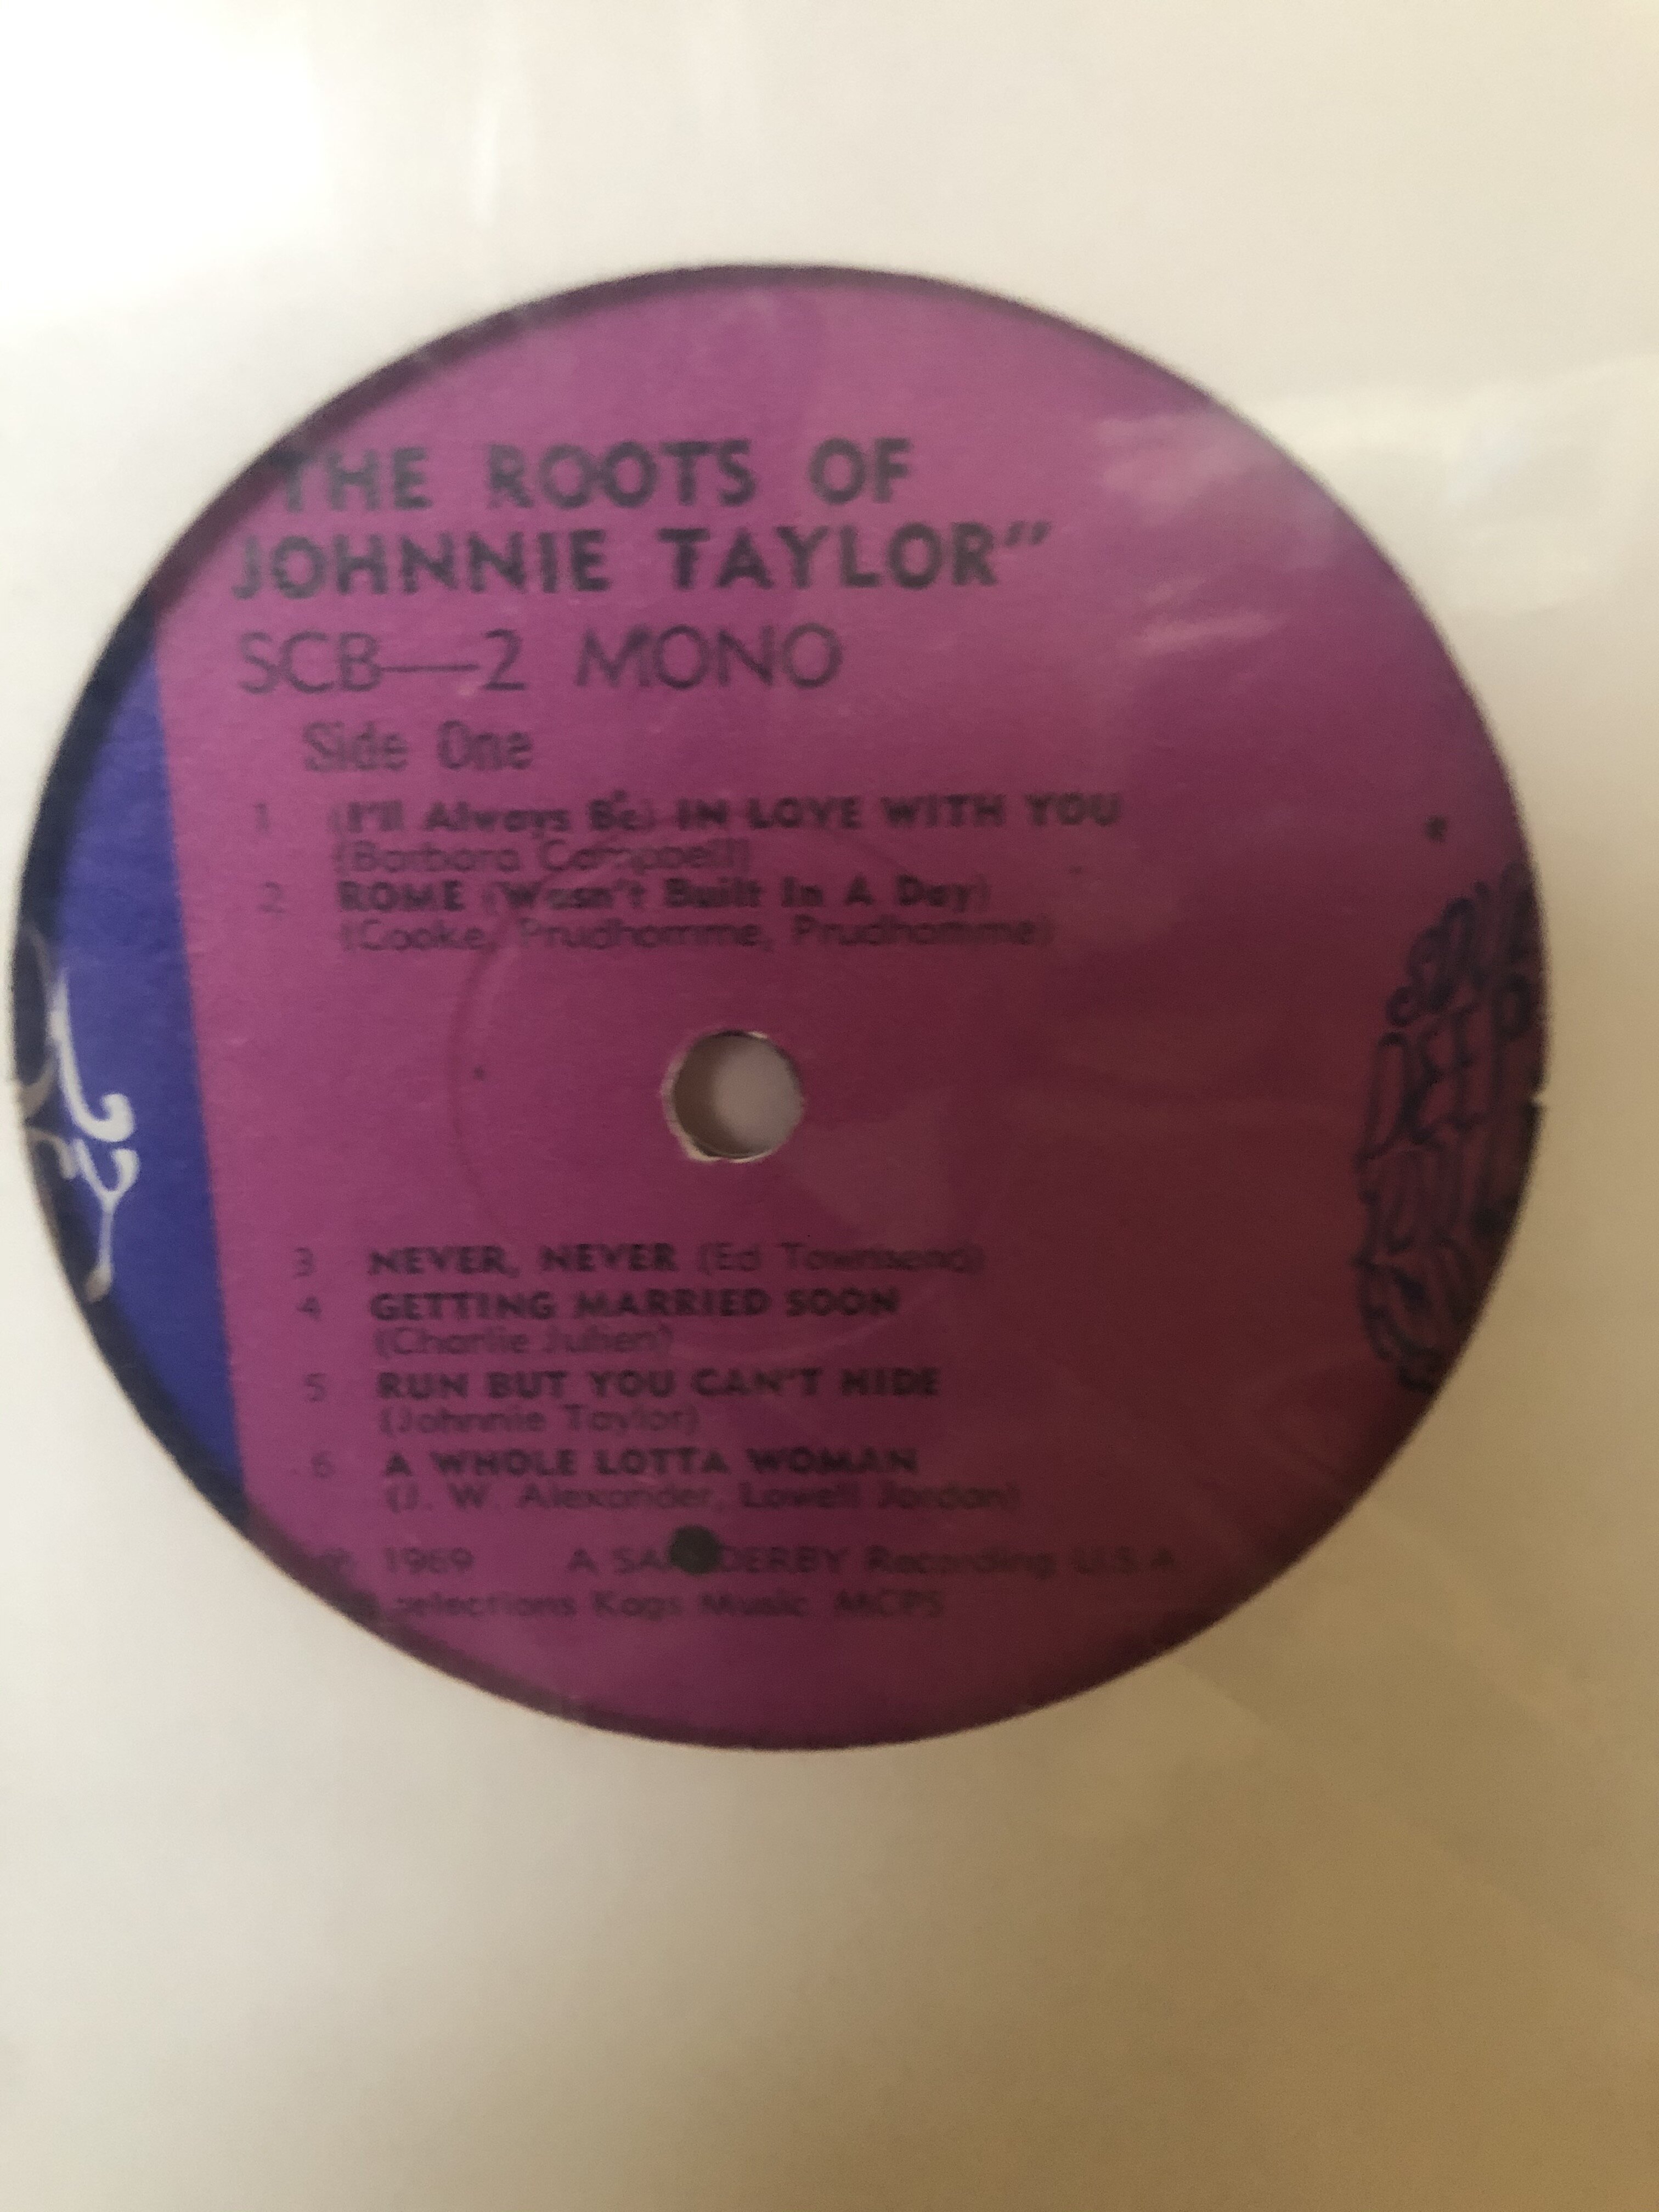 "THE ROOTS OF
JOHNNIE TAYLOR"
SCB—2 MONO
Side One
1 (I'll Always Be) IN LOVE WITH YOU
(Barbara Campbell)
2 ROME (Wasn't Built In A Day)
(Cooke, Prudhomme, Prudhomme)
3 NEVER, NEVER (Ed Townsend)
4 GETTING MARRIED SOON
(Charlie Julien)
5 RUN BUT YOU CAN'T HIDE
(Johnnie Taylor)
6 A WHOLE LOTTA WOMAN
(J. W. Alexander, Lowell Jordan)
℗ 1969 A DERBY Recording U.S.A
selections Kags Music MCPS